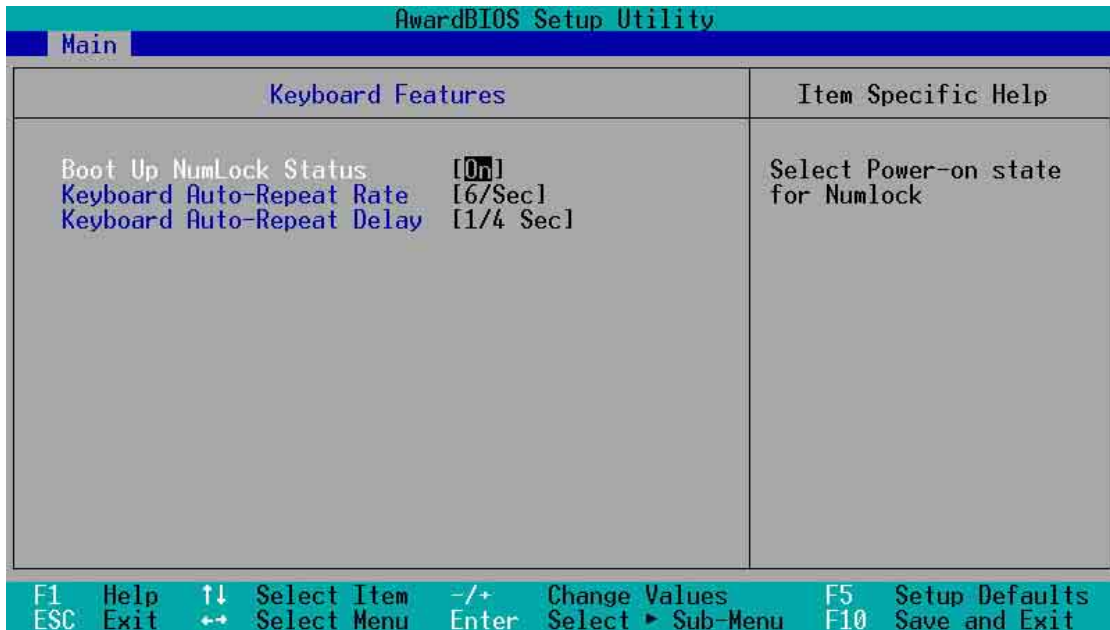 AwardBIOS Setup Utility
Main
Keyboard Features
Item Specific Help
Boot Up NumLock Status [On]
Keyboard Auto-Repeat Rate [6/Sec]
Keyboard Auto-Repeat Delay [1/4 Sec]
Select Power-on state
for Numlock
F1 Help ↑↓ Select Item -/+ Change Values F5 Setup Defaults
ESC Exit ←→ Select Menu Enter Select ► Sub-Menu F10 Save and Exit